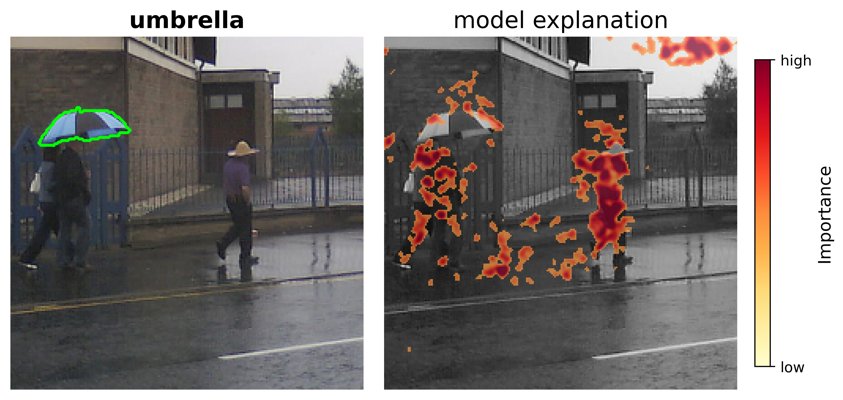 umbrella
model explanation
high
Importance
low